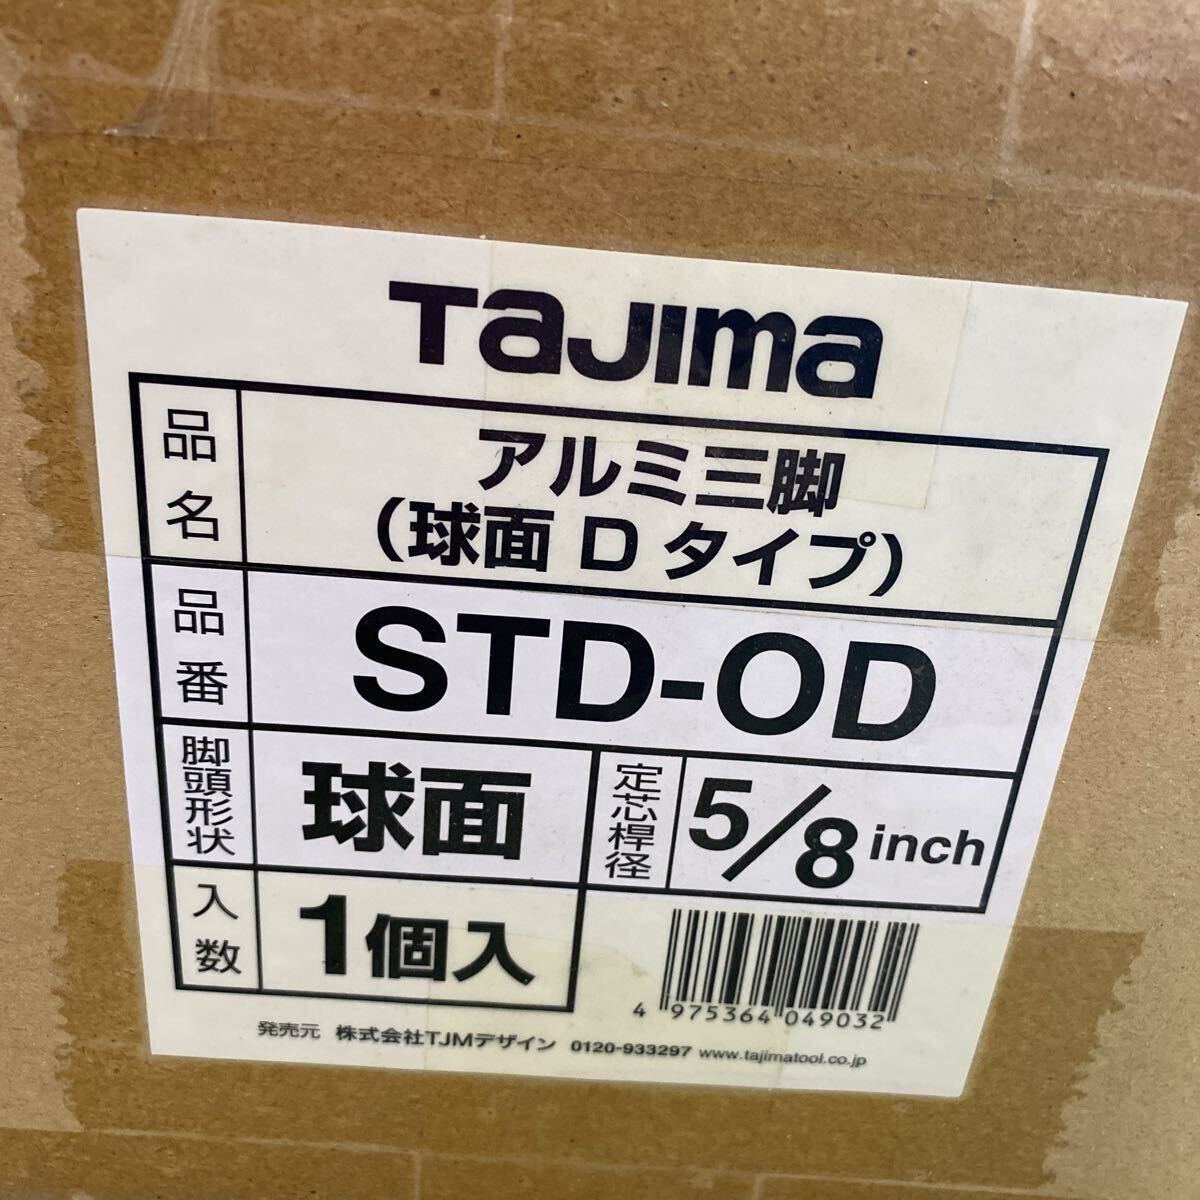 TaJIma
品名
アルミ三脚
(球面 D タイプ)
品番
STD-OD
脚頭形状
球面
定芯桿径
5/8 inch
入数
1個入
4 975364 049032
発売元 株式会社TJMデザイン 0120-933297 www.tajimatool.co.jp